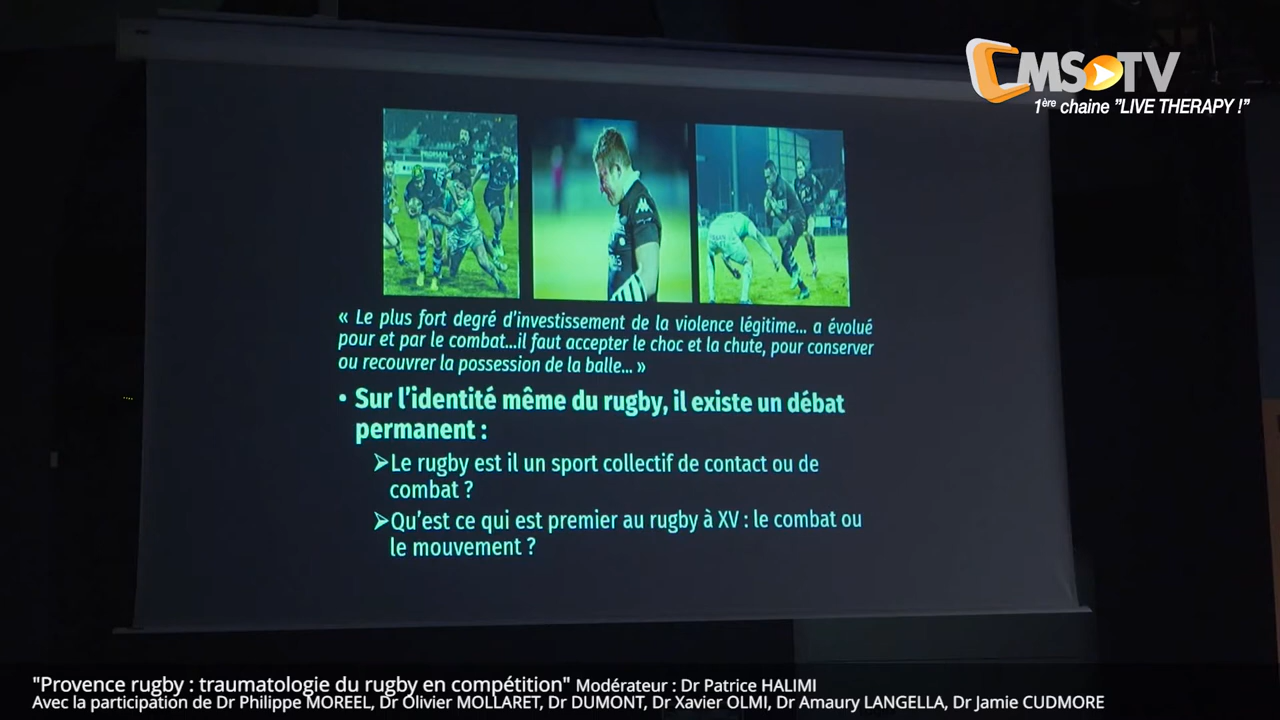 CMSTV
1ère chaine "LIVE THERAPY !"
« Le plus fort degré d'investissement de la violence légitime... a évolué
pour et par le combat...il faut accepter le choc et la chute, pour conserver
ou recouvrer la possession de la balle... »
• Sur l'identité même du rugby, il existe un débat
permanent :
➢Le rugby est il un sport collectif de contact ou de
combat ?
➢Qu'est ce qui est premier au rugby à XV : le combat ou
le mouvement ?
"Provence rugby : traumatologie du rugby en compétition" Modérateur : Dr Patrice HALIMI
Avec la participation de Dr Philippe MOREEL, Dr Olivier MOLLARET, Dr DUMONT, Dr Xavier OLMI, Dr Amaury LANGELLA, Dr Jamie CUDMORE